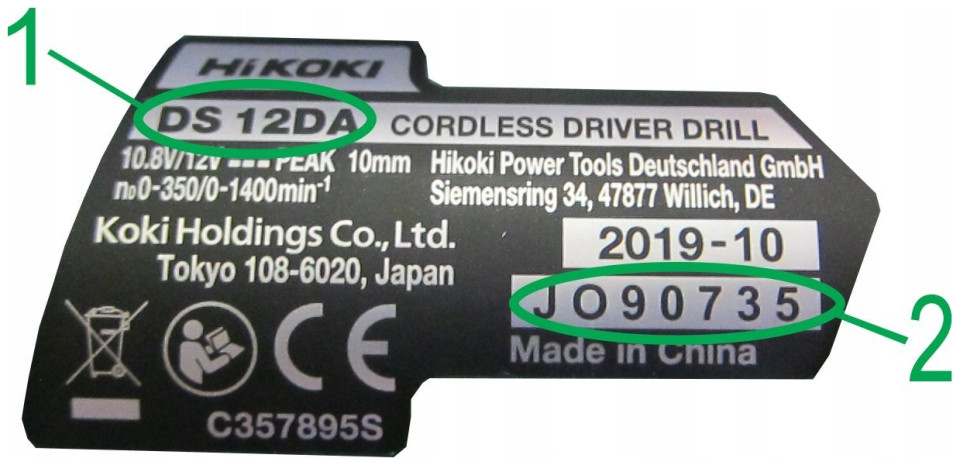 1
HiKOKI
DS 12DA CORDLESS DRIVER DRILL
10.8V/12V ⎓ PEAK 10mm
n₀0-350/0-1400min⁻¹
Hikoki Power Tools Deutschland GmbH
Siemensring 34, 47877 Willich, DE
Koki Holdings Co., Ltd.
Tokyo 108-6020, Japan
2019-10
JO90735
2
Made in China
CE
C357895S